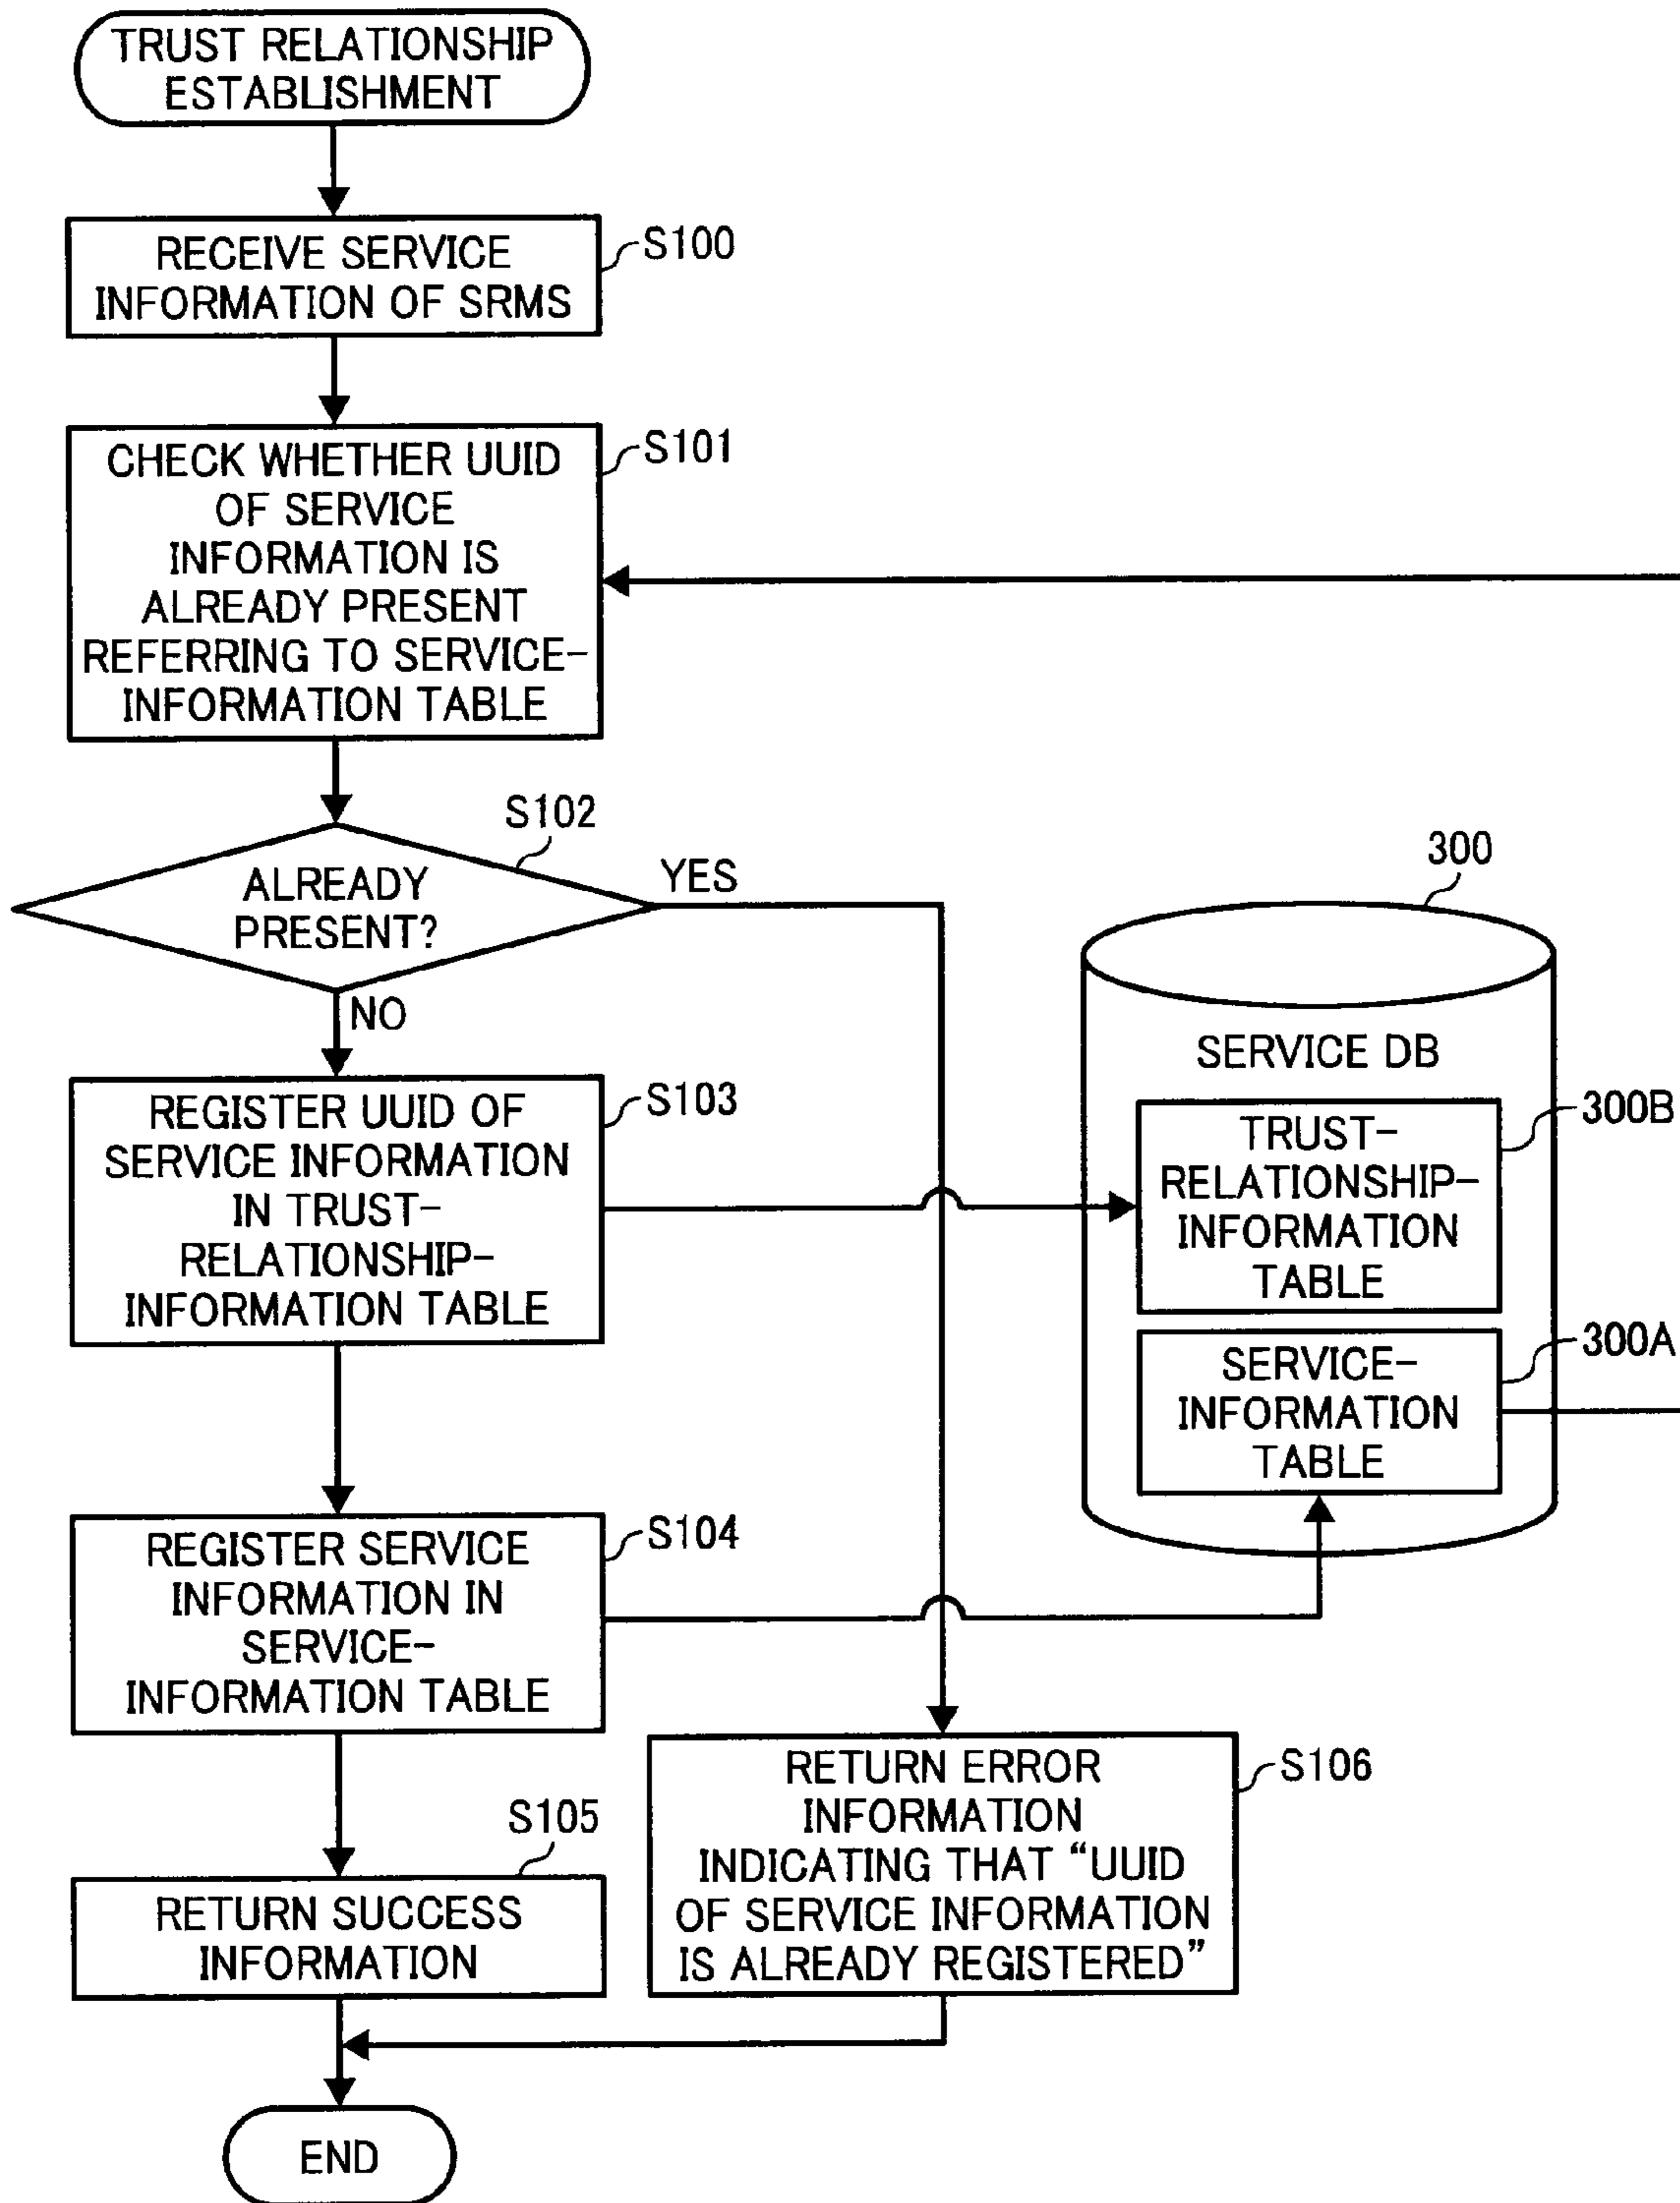 TRUST RELATIONSHIP
ESTABLISHMENT
RECEIVE SERVICE
INFORMATION OF SRMS
S100
CHECK WHETHER UUID
OF SERVICE
INFORMATION IS
ALREADY PRESENT
REFERRING TO SERVICE-
INFORMATION TABLE
S101
ALREADY
PRESENT?
S102
YES
NO
REGISTER UUID OF
SERVICE INFORMATION
IN TRUST-
RELATIONSHIP-
INFORMATION TABLE
S103
300
SERVICE DB
TRUST-
RELATIONSHIP-
INFORMATION
TABLE
300B
SERVICE-
INFORMATION
TABLE
300A
REGISTER SERVICE
INFORMATION IN
SERVICE-
INFORMATION TABLE
S104
RETURN SUCCESS
INFORMATION
S105
RETURN ERROR
INFORMATION
INDICATING THAT “UUID
OF SERVICE INFORMATION
IS ALREADY REGISTERED”
S106
END